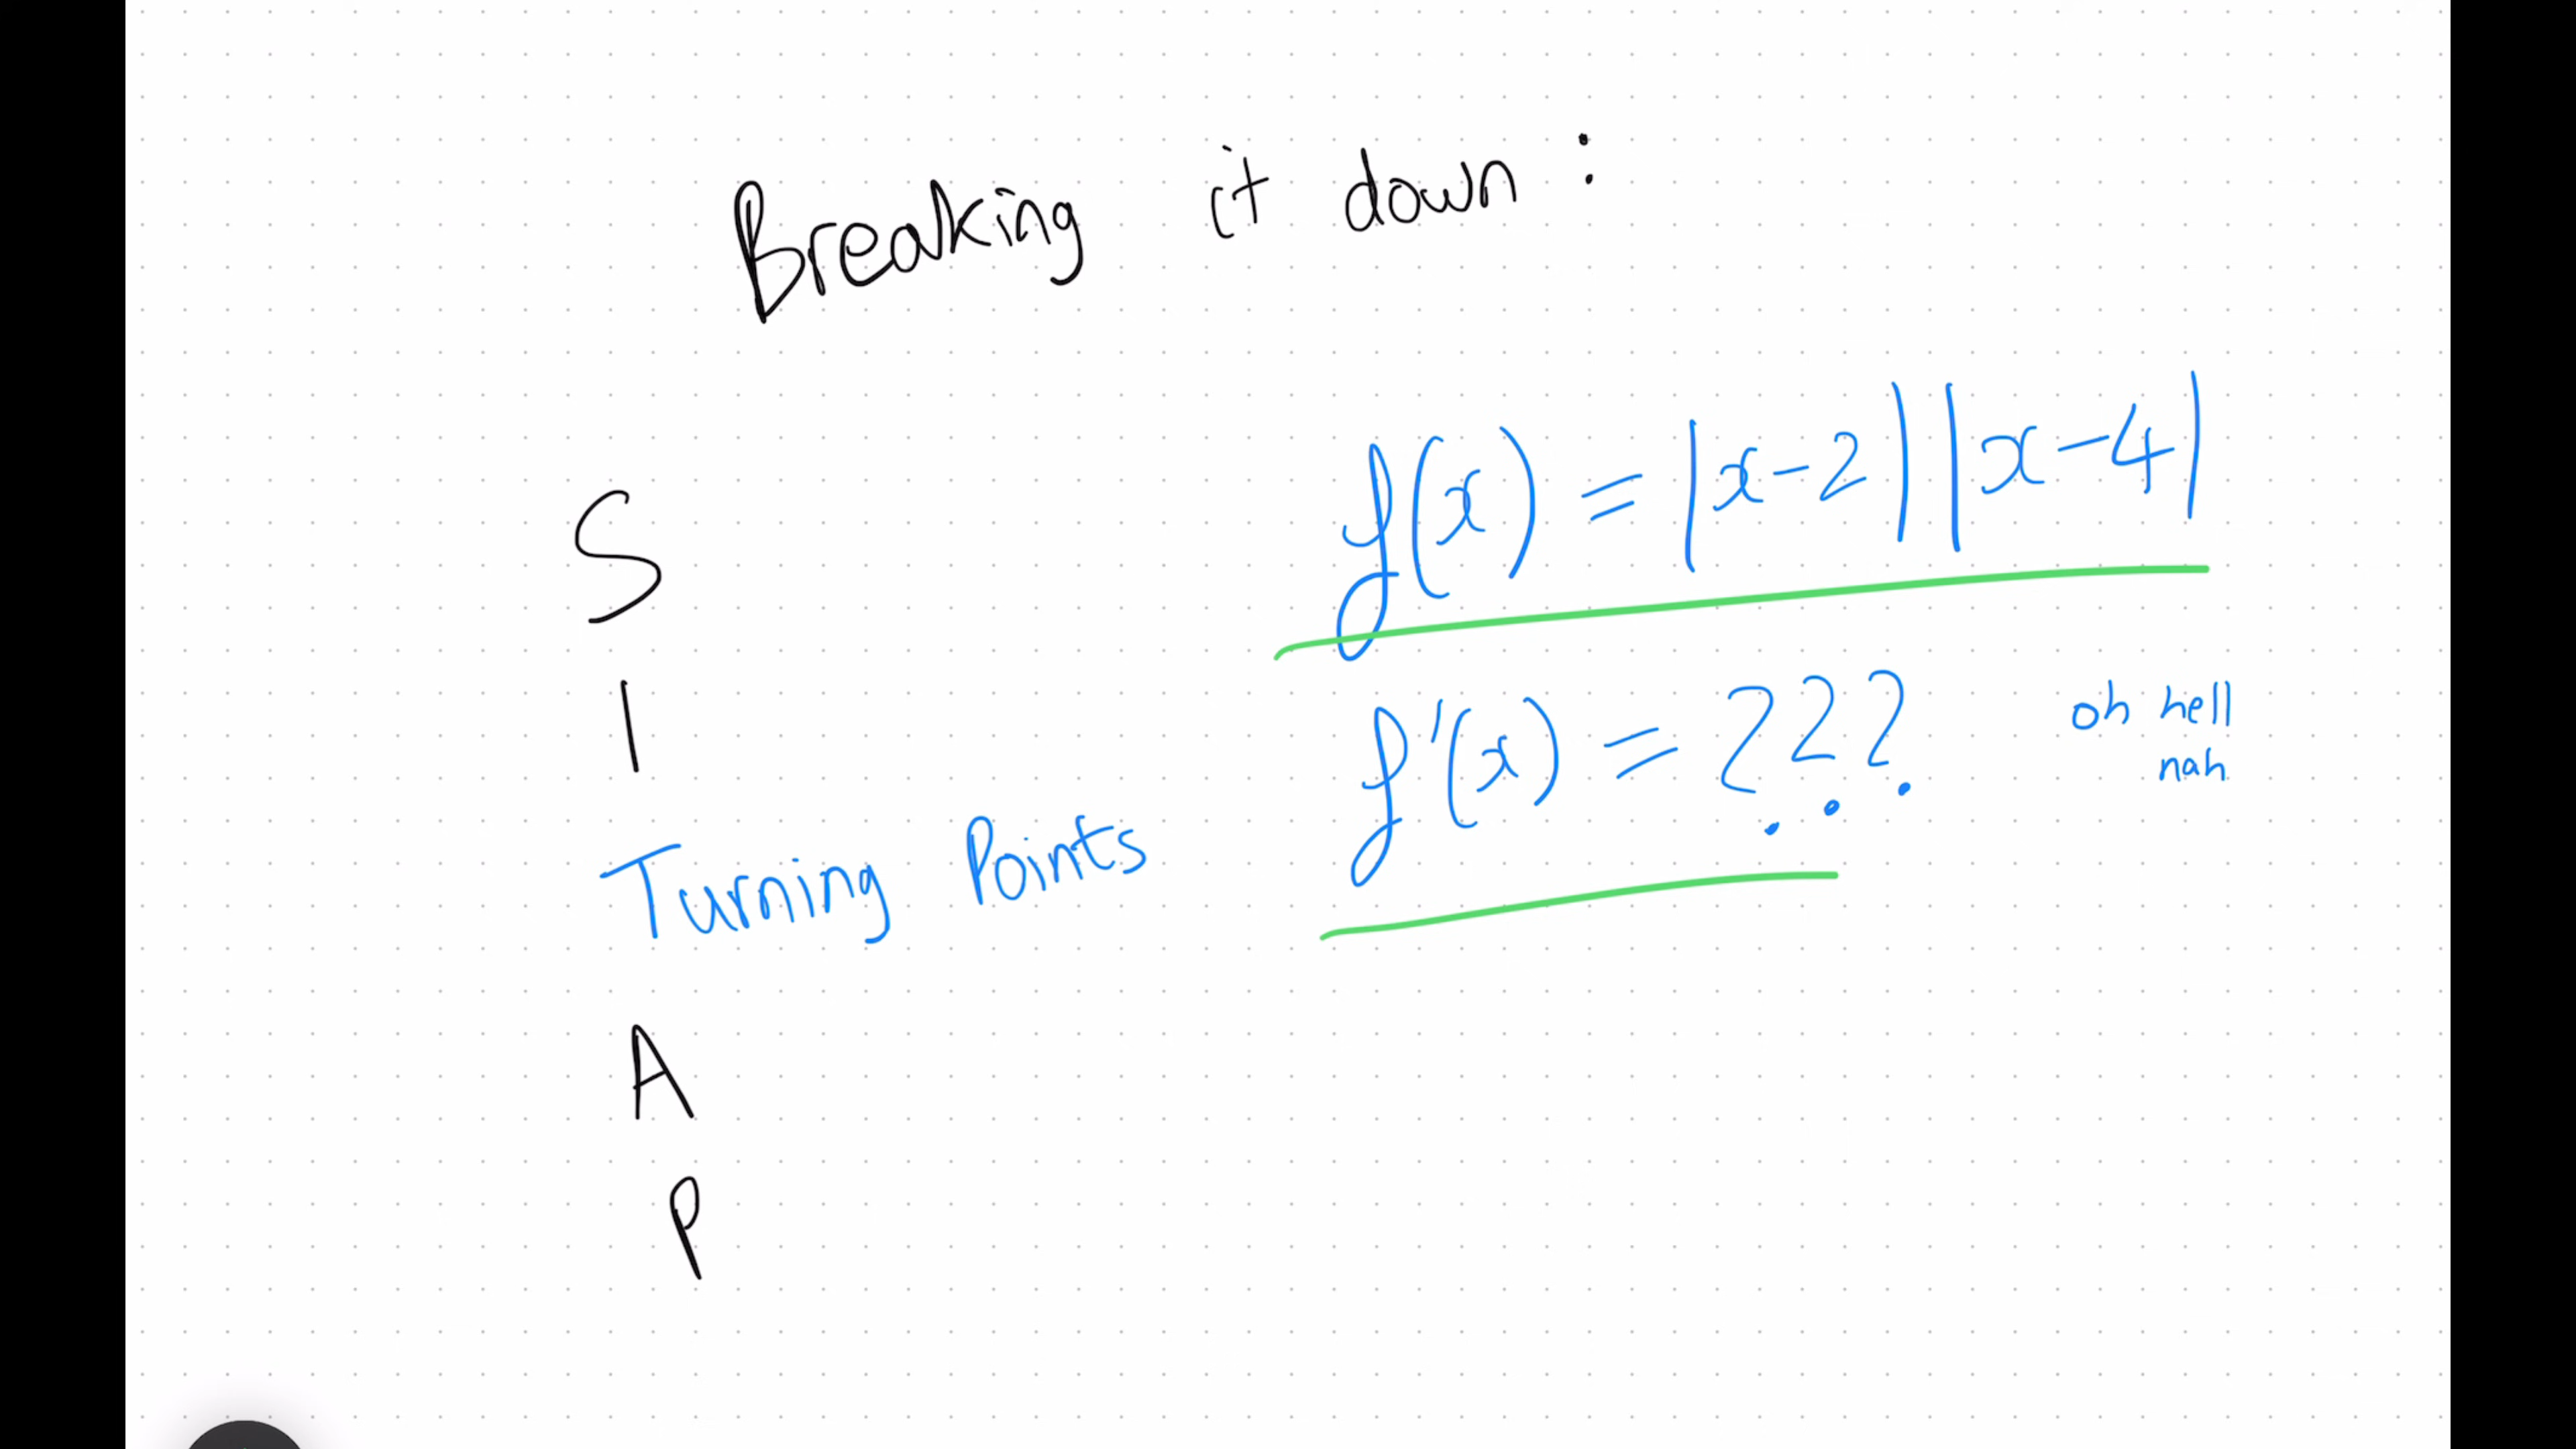 Breaking it down :
f(x) = |x-2||x-4|
S
f'(x) = ???
oh hell
nah
I
Turning Points
A
P